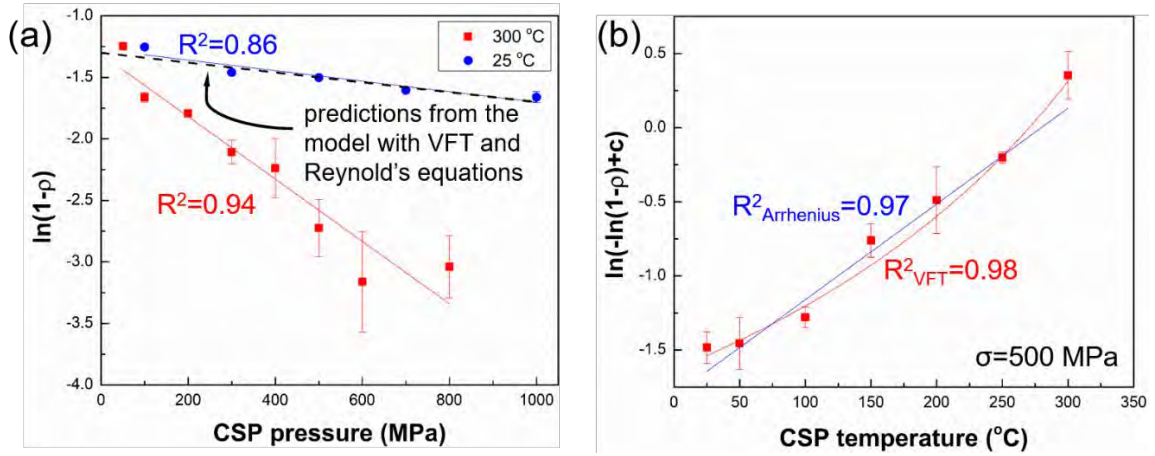 (a)
R²=0.86
300 °C
25 °C
predictions from the
model with VFT and
Reynold's equations
R²=0.94
ln(1-ρ)
-1.0
-1.5
-2.0
-2.5
-3.0
-3.5
-4.0
0 200 400 600 800 1000
CSP pressure (MPa)
(b)
R²Arrhenius=0.97
R²VFT=0.98
σ=500 MPa
ln(-ln(1-ρ)+c)
0.5
0.0
-0.5
-1.0
-1.5
0 50 100 150 200 250 300 350
CSP temperature (°C)